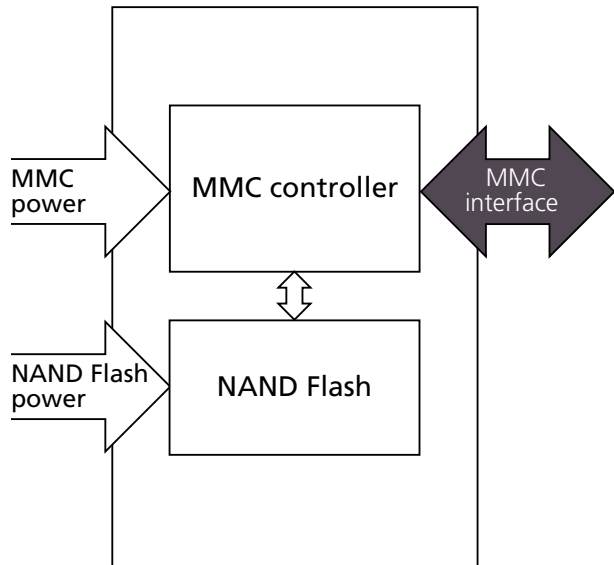 MMC
power
MMC controller
MMC
interface
NAND Flash
power
NAND Flash